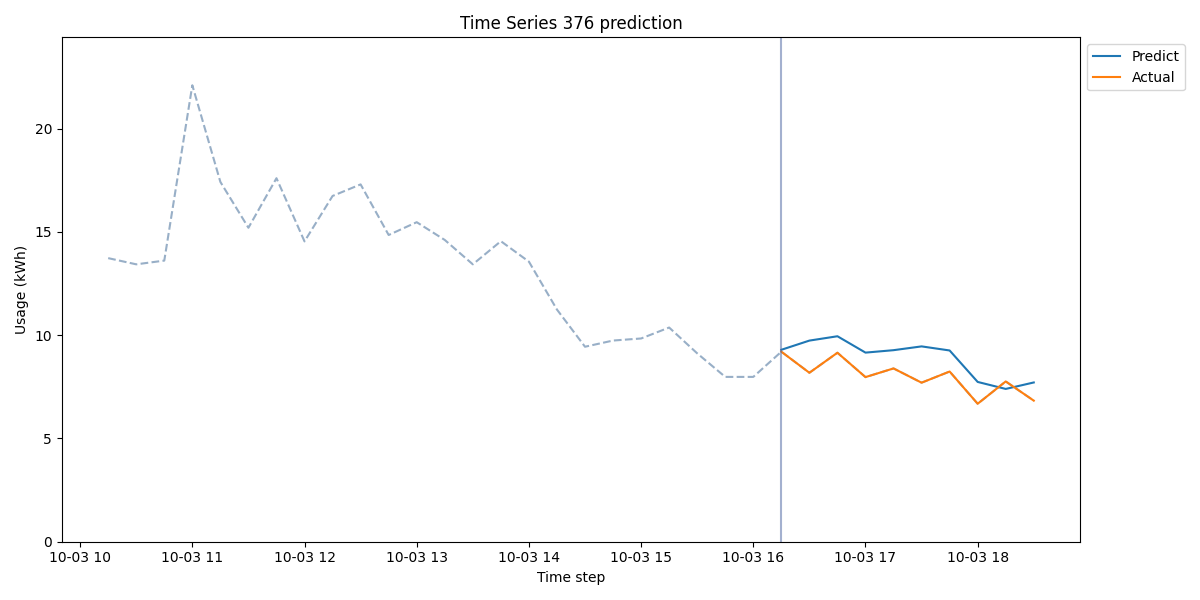 Time Series 376 prediction
Predict
Actual
Usage (kWh)
20
15
10
5
0
10-03 10
10-03 11
10-03 12
10-03 13
10-03 14
10-03 15
10-03 16
10-03 17
10-03 18
Time step